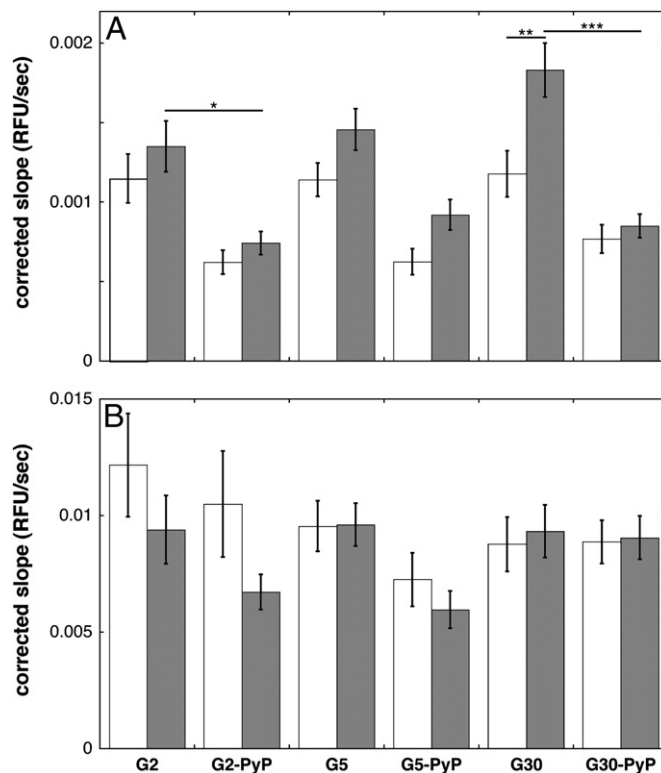 A
0.002
0.001
0
corrected slope (RFU/sec)
*
**
***
B
0.015
0.01
0.005
0
corrected slope (RFU/sec)
G2 G2-PyP G5 G5-PyP G30 G30-PyP